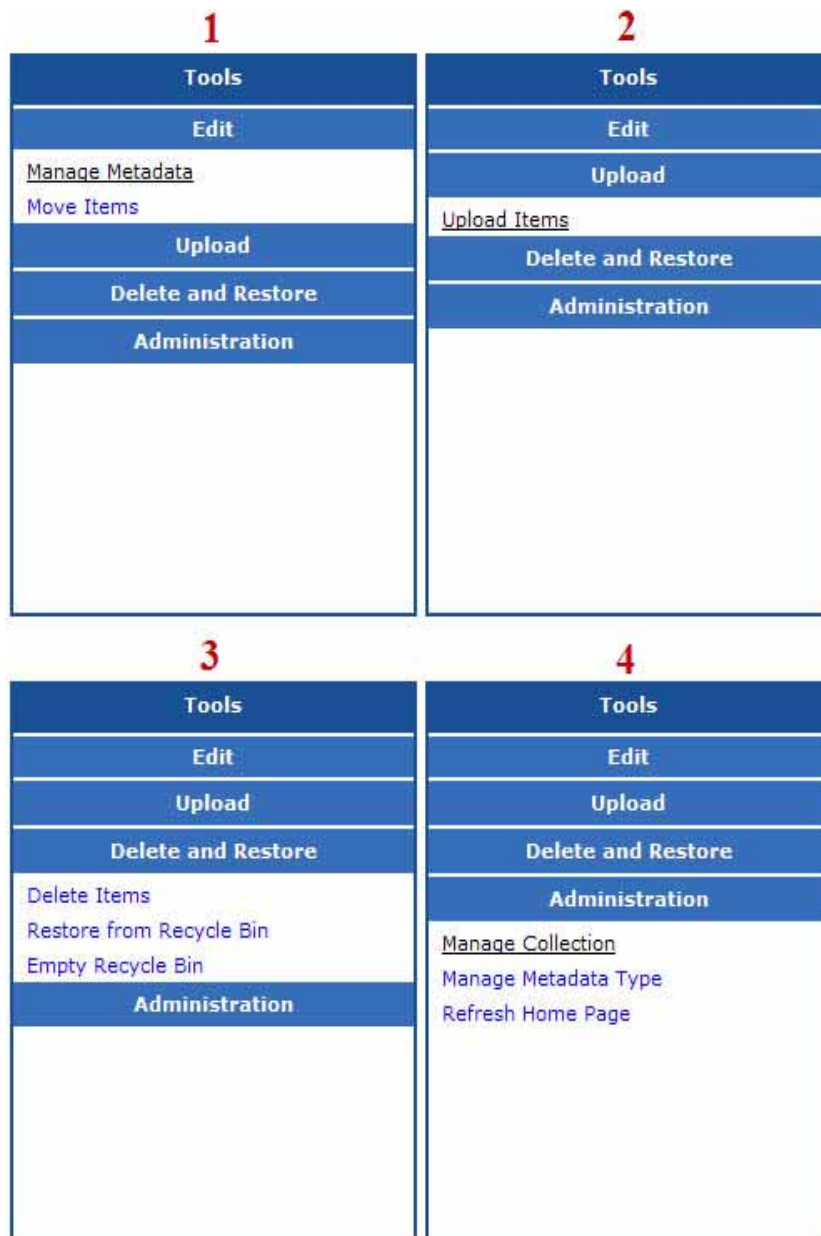 1
Tools
Edit
Manage Metadata
Move Items
Upload
Delete and Restore
Administration
2
Tools
Edit
Upload
Upload Items
Delete and Restore
Administration
3
Tools
Edit
Upload
Delete and Restore
Delete Items
Restore from Recycle Bin
Empty Recycle Bin
Administration
4
Tools
Edit
Upload
Delete and Restore
Administration
Manage Collection
Manage Metadata Type
Refresh Home Page